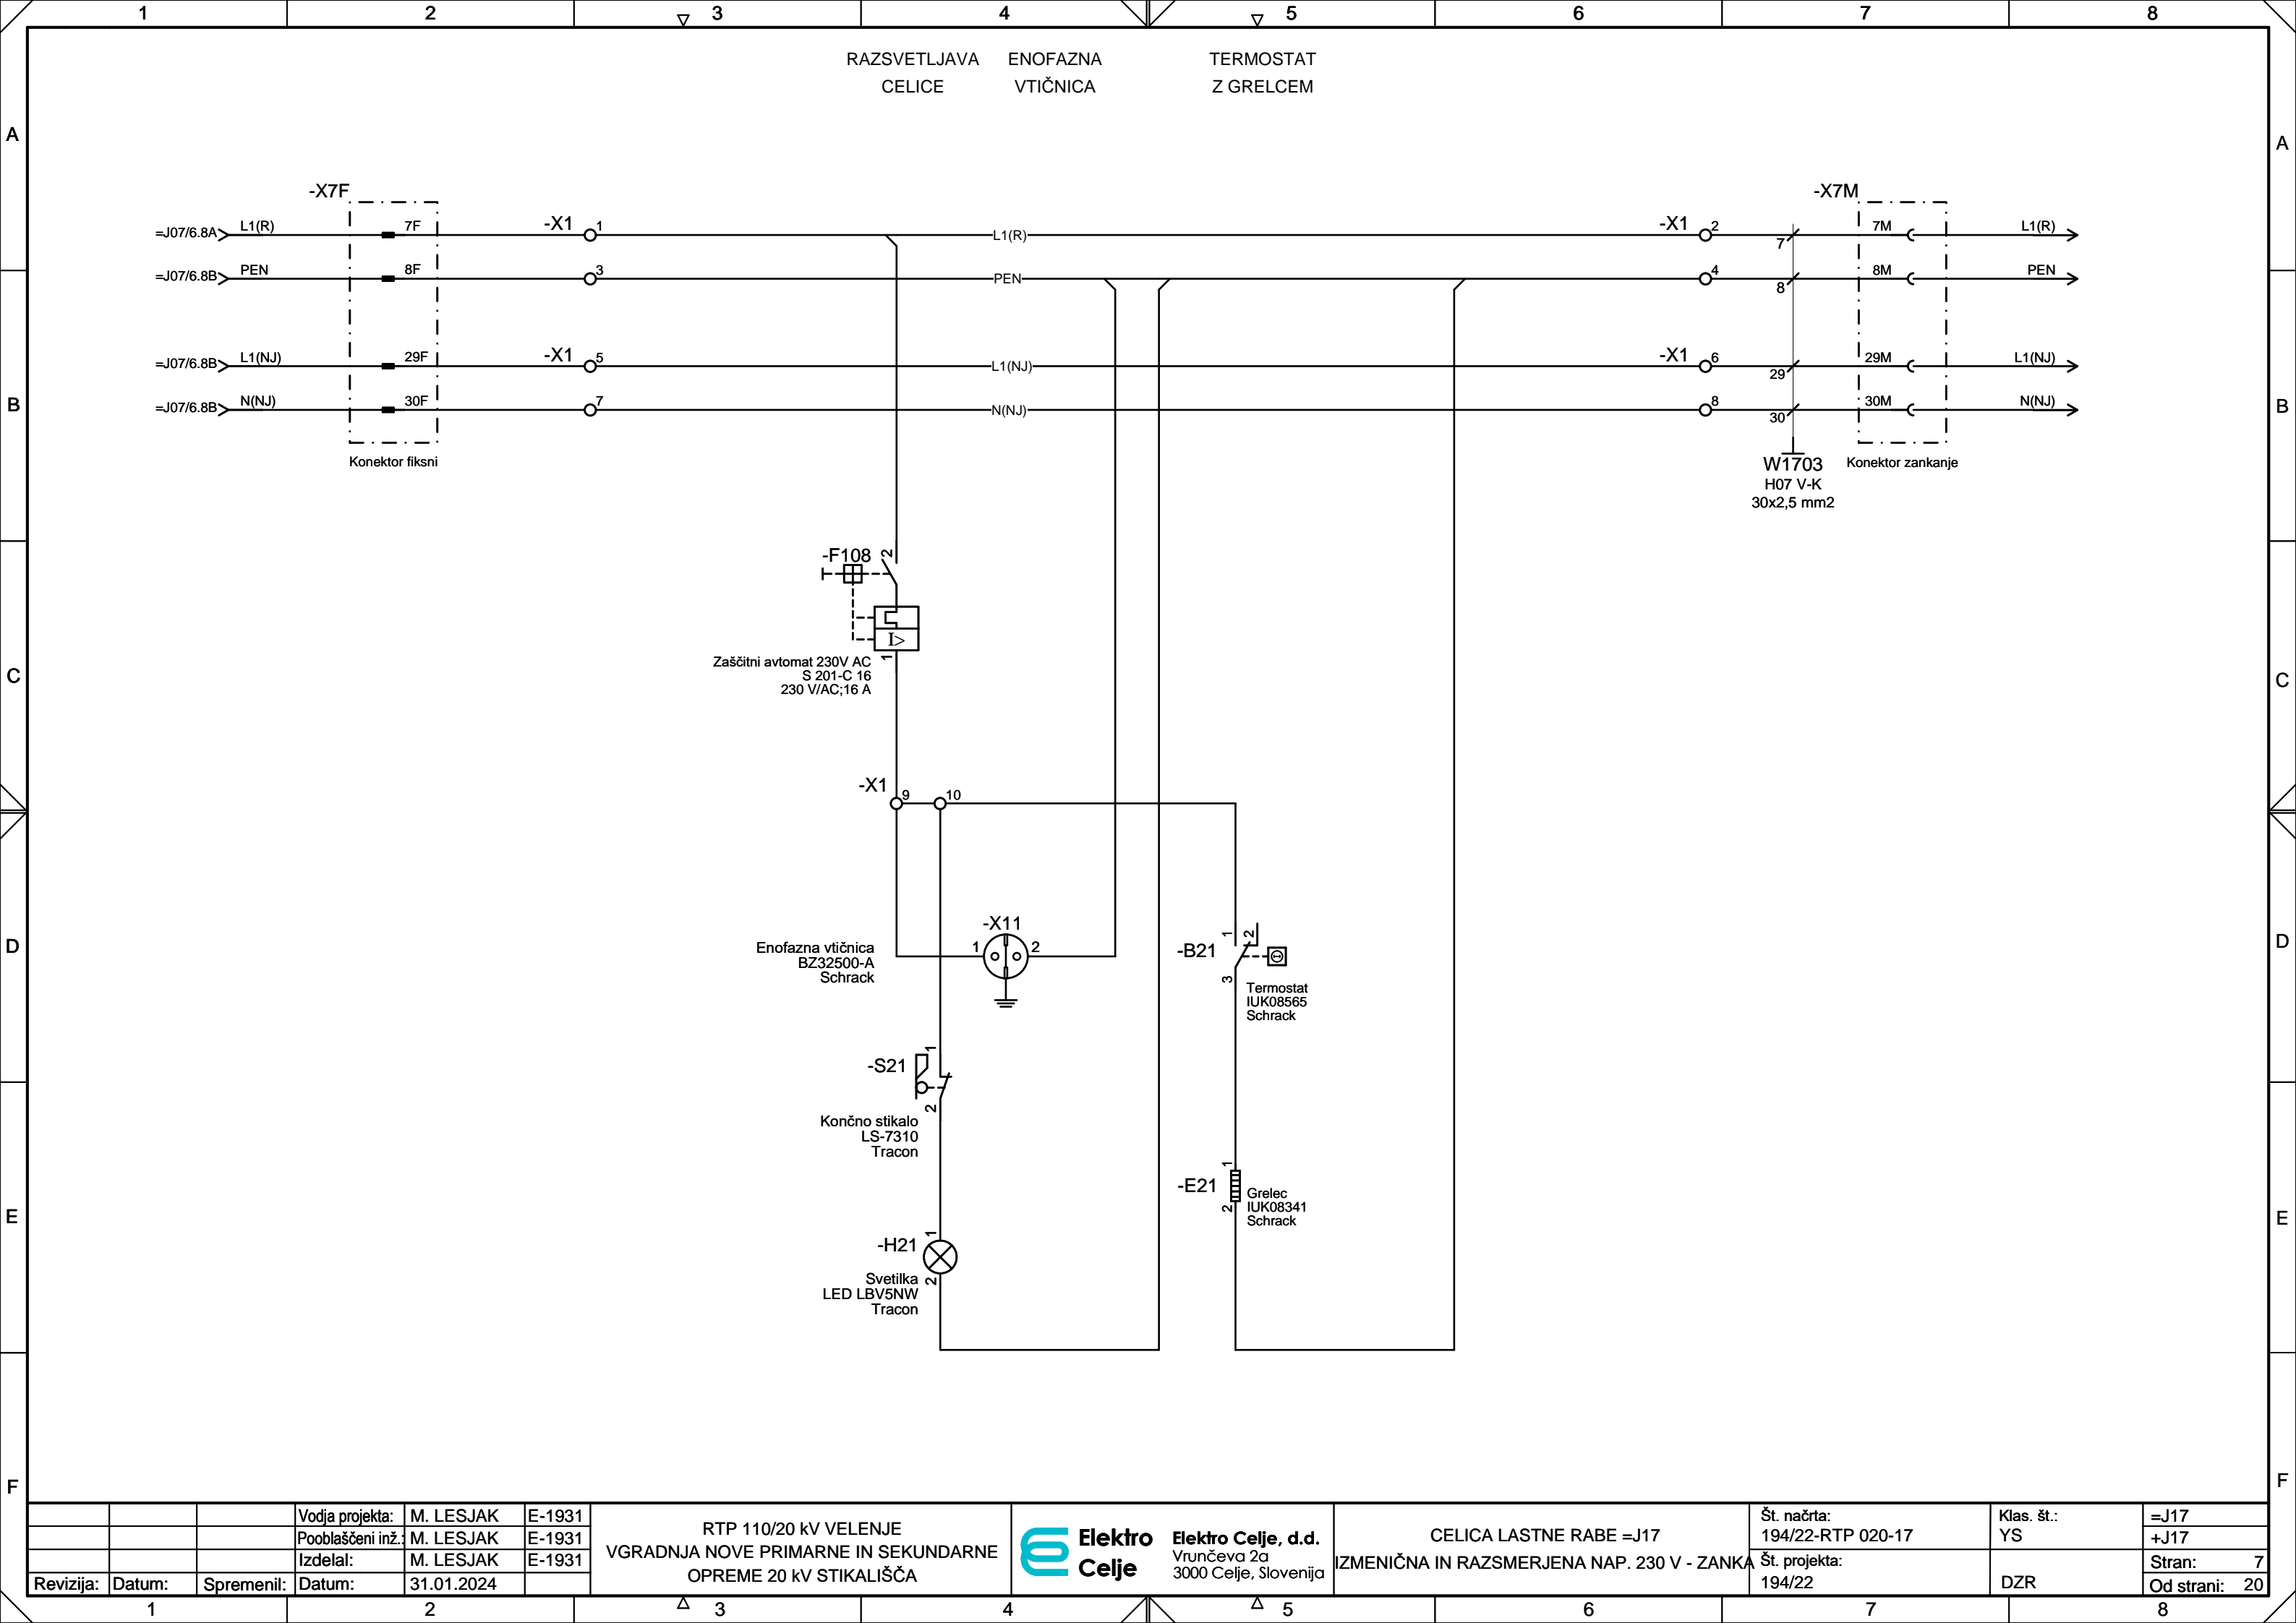 1 2 3 4 5 6 7 8
RAZSVETLJAVA
CELICE
ENOFAZNA
VTIČNICA
TERMOSTAT
Z GRELCEM
A A
-X7F
-X7M
=J07/6.8A L1(R) 7F -X1 1 L1(R) -X1 2 7 7M L1(R)
=J07/6.8B PEN 8F 3 PEN 4 8 8M PEN
=J07/6.8B L1(NJ) 29F -X1 5 L1(NJ) -X1 6 29 29M L1(NJ)
B B
=J07/6.8B N(NJ) 30F 7 N(NJ) 8 30 30M N(NJ)
Konektor fiksni
W1703
H07 V-K
30x2,5 mm2
Konektor zankanje
-F108 2
I>
1
Zaščitni avtomat 230V AC
S 201-C 16
230 V/AC;16 A
C C
-X1 9 10
D D
-X11
1 2
Enofazna vtičnica
BZ32500-A
Schrack
-B21 1 2 3
Termostat
IUK08565
Schrack
-S21 1 2
Končno stikalo
LS-7310
Tracon
-E21 1 2
Grelec
IUK08341
Schrack
E E
-H21 1 2
Svetilka
LED LBV5NW
Tracon
F F
Revizija: Datum: Spremenil:
Vodja projekta: M. LESJAK E-1931
Pooblaščeni inž.: M. LESJAK E-1931
Izdelal: M. LESJAK E-1931
Datum: 31.01.2024
RTP 110/20 kV VELENJE
VGRADNJA NOVE PRIMARNE IN SEKUNDARNE
OPREME 20 kV STIKALIŠČA
Elektro
Celje
Elektro Celje, d.d.
Vrunčeva 2a
3000 Celje, Slovenija
CELICA LASTNE RABE =J17
IZMENIČNA IN RAZSMERJENA NAP. 230 V - ZANKA
Št. načrta:
194/22-RTP 020-17
Št. projekta:
194/22
Klas. št.:
YS
DZR
=J17
+J17
Stran: 7
Od strani: 20
1 2 3 4 5 6 7 8